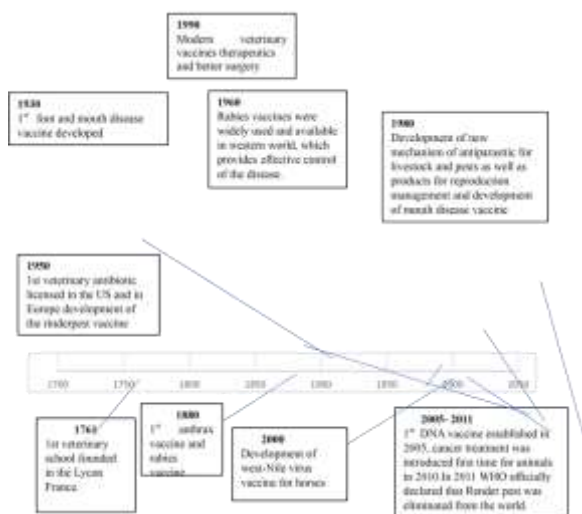 1990
Modern veterinary
vaccines therapeutics
and better surgery
1930
1st foot and mouth disease
vaccine developed
1960
Rabies vaccines were
widely used and available
in western world, which
provides effective control
of the disease.
1980
Development of new
mechanism of antiparastic for
livestock and pests as well as
products for reproduction
management and development
of mouth disease vaccine
1950
1st veterinary antibiotic
licensed in the US and in
Europe development of
the rinderpest vaccine
1700 1750 1800 1850 1900 1950 2000 2050
1761
1st veterinary
school founded
in the Lycon
France.
1880
1st anthrax
vaccine and
rabies
vaccine
2000
Development of
west-Nile virus
vaccine for horses
2005- 2011
1st DNA vaccine established in
2005, cancer treatment was
introduced first time for animals
in 2010.In 2011 WHO officially
declared that Render pest was
eliminated from the world.